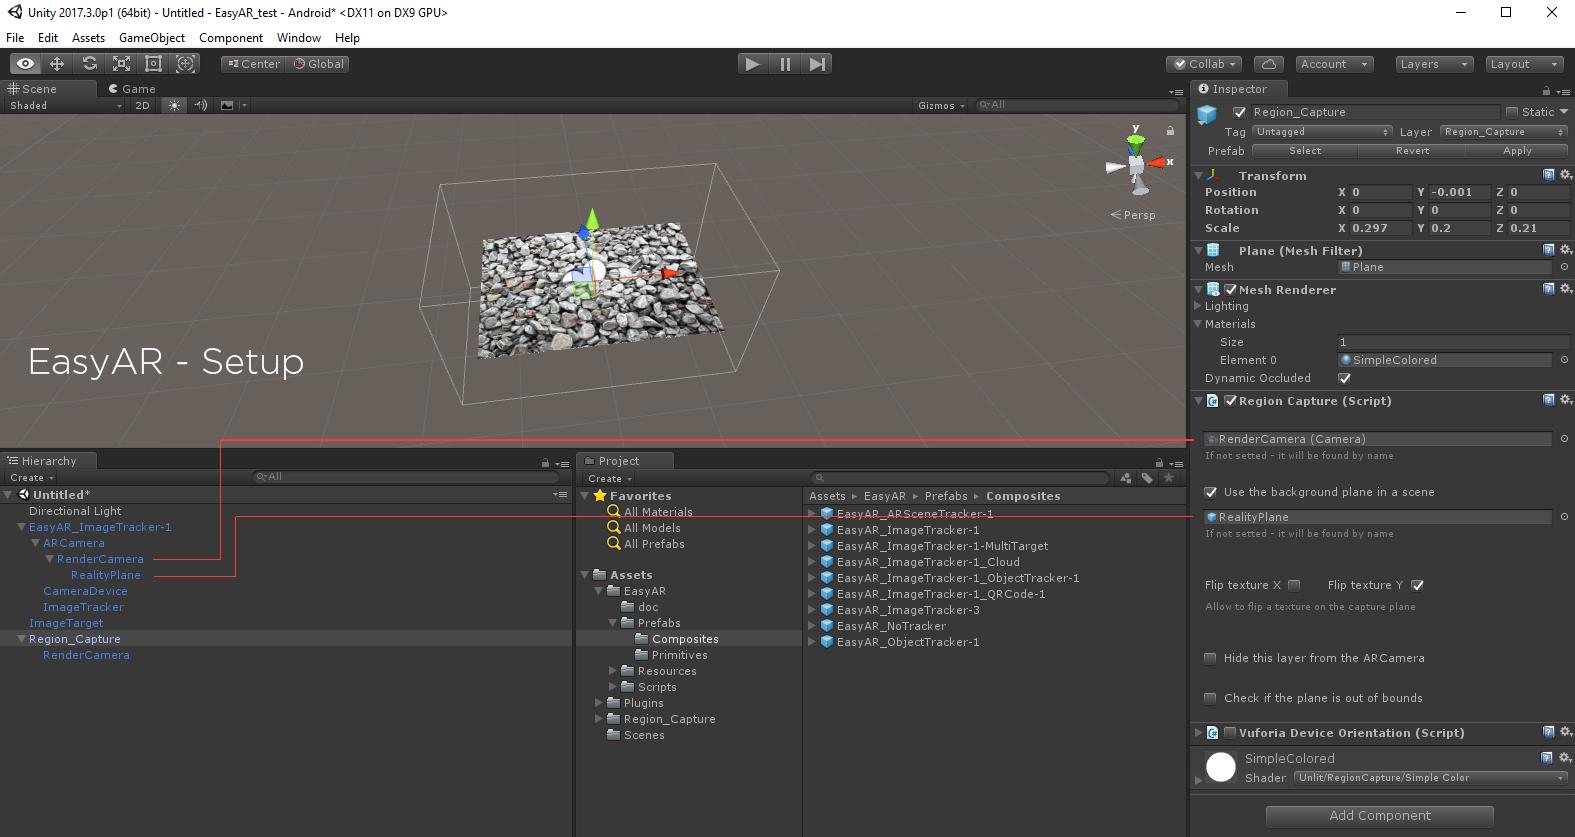 Unity 2017.3.0p1 (64bit) - Untitled - EasyAR_test - Android* <DX11 on DX9 GPU>
File Edit Assets GameObject Component Window Help
Center Global
Collab Account Layers Layout
Scene Game
Shaded 2D Gizmos All
y
x
Persp
EasyAR - Setup
Hierarchy
Create All
Untitled*
Directional Light
EasyAR_ImageTracker-1
ARCamera
RenderCamera
RealityPlane
CameraDevice
ImageTracker
ImageTarget
Region_Capture
RenderCamera
Project
Create
Favorites
All Materials
All Models
All Prefabs
Assets
EasyAR
doc
Prefabs
Composites
Primitives
Resources
Scripts
Plugins
Region_Capture
Scenes
Assets EasyAR Prefabs Composites
EasyAR_ARSceneTracker-1
EasyAR_ImageTracker-1
EasyAR_ImageTracker-1-MultiTarget
EasyAR_ImageTracker-1_Cloud
EasyAR_ImageTracker-1_ObjectTracker-1
EasyAR_ImageTracker-1_QRCode-1
EasyAR_ImageTracker-3
EasyAR_NoTracker
EasyAR_ObjectTracker-1
Inspector
Region_Capture Static
Tag Untagged Layer Region_Capture
Prefab Select Revert Apply
Transform
Position X 0 Y -0.001 Z 0
Rotation X 0 Y 0 Z 0
Scale X 0.297 Y 0.2 Z 0.21
Plane (Mesh Filter)
Mesh Plane
Mesh Renderer
Lighting
Materials
Size 1
Element 0 SimpleColored
Dynamic Occluded
Region Capture (Script)
RenderCamera (Camera)
If not setted - it will be found by name
Use the background plane in a scene
RealityPlane
If not setted - it will be found by name
Flip texture X Flip texture Y
Allow to flip a texture on the capture plane
Hide this layer from the ARCamera
Check if the plane is out of bounds
Vuforia Device Orientation (Script)
SimpleColored
Shader Unlit/RegionCapture/Simple Color
Add Component